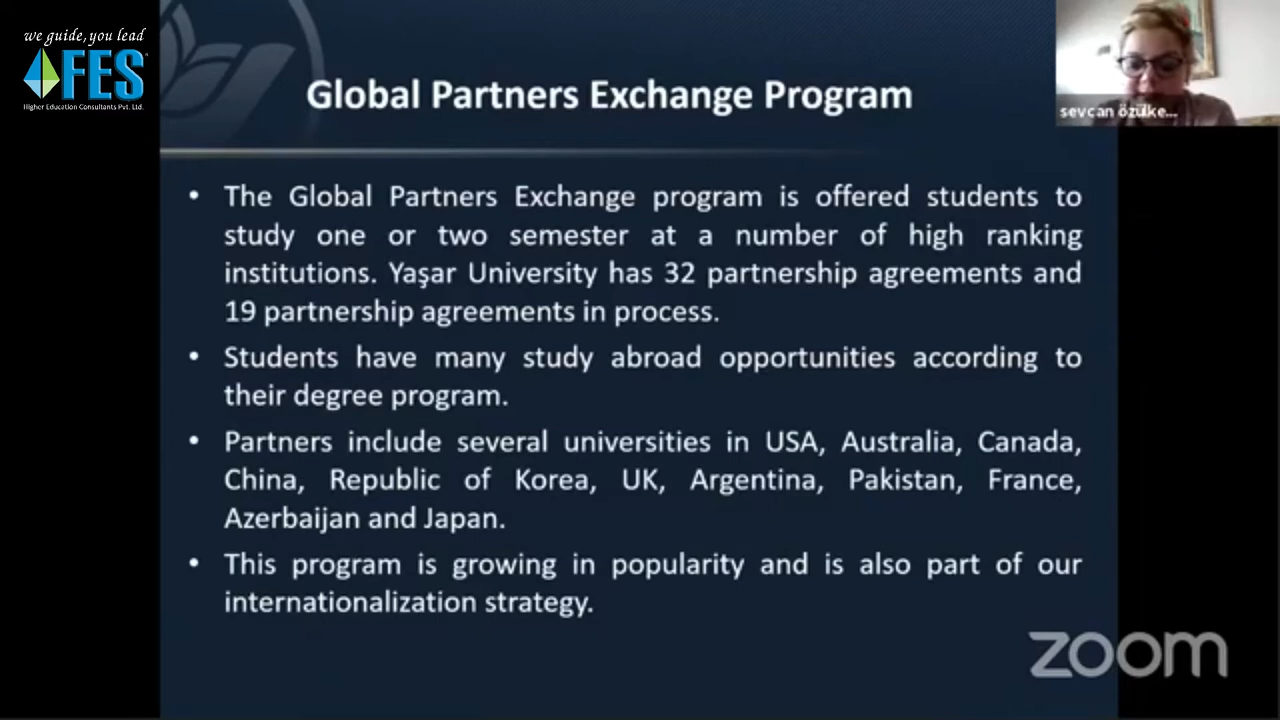 we guide, you lead
FES
Higher Education Consultants Pvt. Ltd.
Global Partners Exchange Program
sevcan özülke...
• The Global Partners Exchange program is offered students to
study one or two semester at a number of high ranking
institutions. Yaşar University has 32 partnership agreements and
19 partnership agreements in process.
• Students have many study abroad opportunities according to
their degree program.
• Partners include several universities in USA, Australia, Canada,
China, Republic of Korea, UK, Argentina, Pakistan, France,
Azerbaijan and Japan.
• This program is growing in popularity and is also part of our
internationalization strategy.
zoom